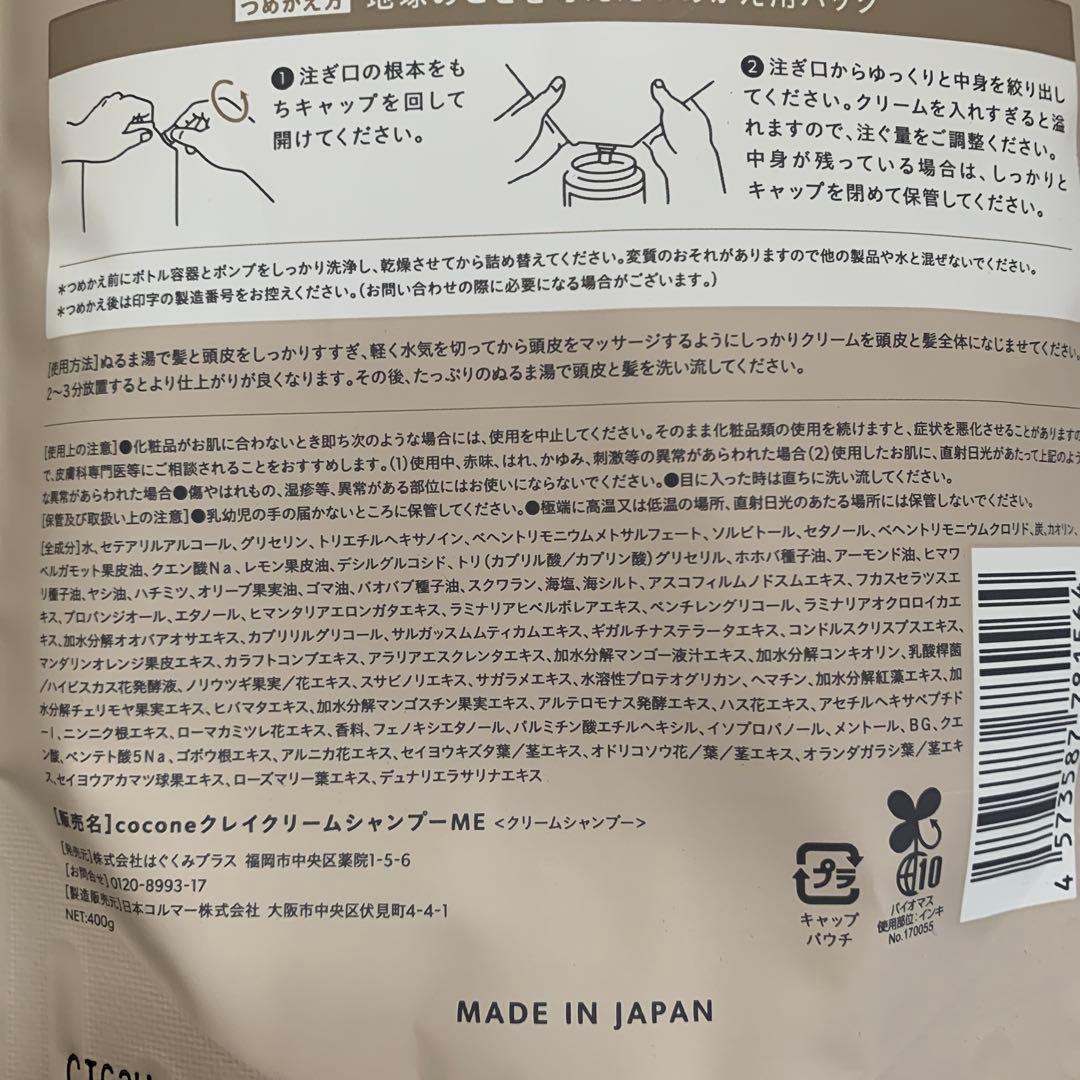 つめかえ方
❶注ぎ口の根本をも
ちキャップを回して
開けてください。
❷注ぎ口からゆっくりと中身を絞り出し
てください。クリームを入れすぎると溢
れますので、注ぐ量をご調整ください。
中身が残っている場合は、しっかりと
キャップを閉めて保管してください。
*つめかえ前にボトル容器とポンプをしっかり洗浄し、乾燥させてから詰め替えてください。変質のおそれがありますので他の製品や水と混ぜないでください。
*つめかえ後は印字の製造番号をお控えください。(お問い合わせの際に必要になる場合がございます。)
[使用方法]ぬるま湯で髪と頭皮をしっかりすすぎ、軽く水気を切ってから頭皮をマッサージするようにしっかりクリームを頭皮と髪全体になじませてください。
2〜3分放置するとより仕上がりが良くなります。その後、たっぷりのぬるま湯で頭皮と髪を洗い流してください。
[使用上の注意]●化粧品がお肌に合わないとき即ち次のような場合には、使用を中止してください。そのまま化粧品類の使用を続けますと、症状を悪化させることがありますの
で、皮膚科専門医等にご相談されることをおすすめします。(1)使用中、赤味、はれ、かゆみ、刺激等の異常があらわれた場合(2)使用したお肌に、直射日光があたって上記のよう
な異常があらわれた場合●傷やはれもの、湿疹等、異常がある部位にはお使いにならないでください。●目に入った時は直ちに洗い流してください。
[保管及び取扱い上の注意]●乳幼児の手の届かないところに保管してください。●極端に高温又は低温の場所、直射日光のあたる場所には保管しないでください。
[全成分]水、セテアリルアルコール、グリセリン、トリエチルヘキサノイン、ベヘントリモニウムメトサルフェート、ソルビトール、セタノール、ベヘントリモニウムクロリド、炭、カオリン、
ベルガモット果皮油、クエン酸Na、レモン果皮油、デシルグルコシド、トリ(カプリル酸/カプリン酸)グリセリル、ホホバ種子油、アーモンド油、ヒマワ
リ種子油、ヤシ油、ハチミツ、オリーブ果実油、ゴマ油、バオバブ種子油、スクワラン、海塩、海シルト、アスコフィルムノドスムエキス、フカスセラツスエ
キス、プロパンジオール、エタノール、ヒマンタリアエロンガタエキス、ラミナリアヒペルボレアエキス、ペンチレングリコール、ラミナリアオクロロイカエ
キス、加水分解オオバアオサエキス、カプリリルグリコール、サルガッスムムティカムエキス、ギガルチナステラータエキス、コンドルスクリスプスエキス、
マンダリンオレンジ果皮エキス、カラフトコンブエキス、アラリアエスクレンタエキス、加水分解マンゴー液汁エキス、加水分解コンキオリン、乳酸桿菌
/ハイビスカス花発酵液、ノリウツギ果実/花エキス、スサビノリエキス、サガラメエキス、水溶性プロテオグリカン、ヘマチン、加水分解紅藻エキス、加
水分解チェリモヤ果実エキス、ヒバマタエキス、加水分解マンゴスチン果実エキス、アルテロモナス発酵エキス、ハス花エキス、アセチルヘキサペプチド
ー1、ニンニク根エキス、ローマカミツレ花エキス、香料、フェノキシエタノール、パルミチン酸エチルヘキシル、イソプロパノール、メントール、BG、クエ
ン酸、ペンテト酸5Na、ゴボウ根エキス、アルニカ花エキス、セイヨウキズタ葉/茎エキス、オドリコソウ花/葉/茎エキス、オランダガラシ葉/茎エキ
ス、セイヨウアカマツ球果エキス、ローズマリー葉エキス、デュナリエラサリナエキス
[販売名]coconeクレイクリームシャンプーME <クリームシャンプー>
[発売元]株式会社はぐくみプラス 福岡市中央区薬院1-5-6
[お問合せ]0120-8993-17
[製造販売元]日本コルマー株式会社 大阪市中央区伏見町4-4-1
NET:400g
プラ
キャップ
パウチ
10
バイオマス
使用部位:インキ
No.170055
MADE IN JAPAN